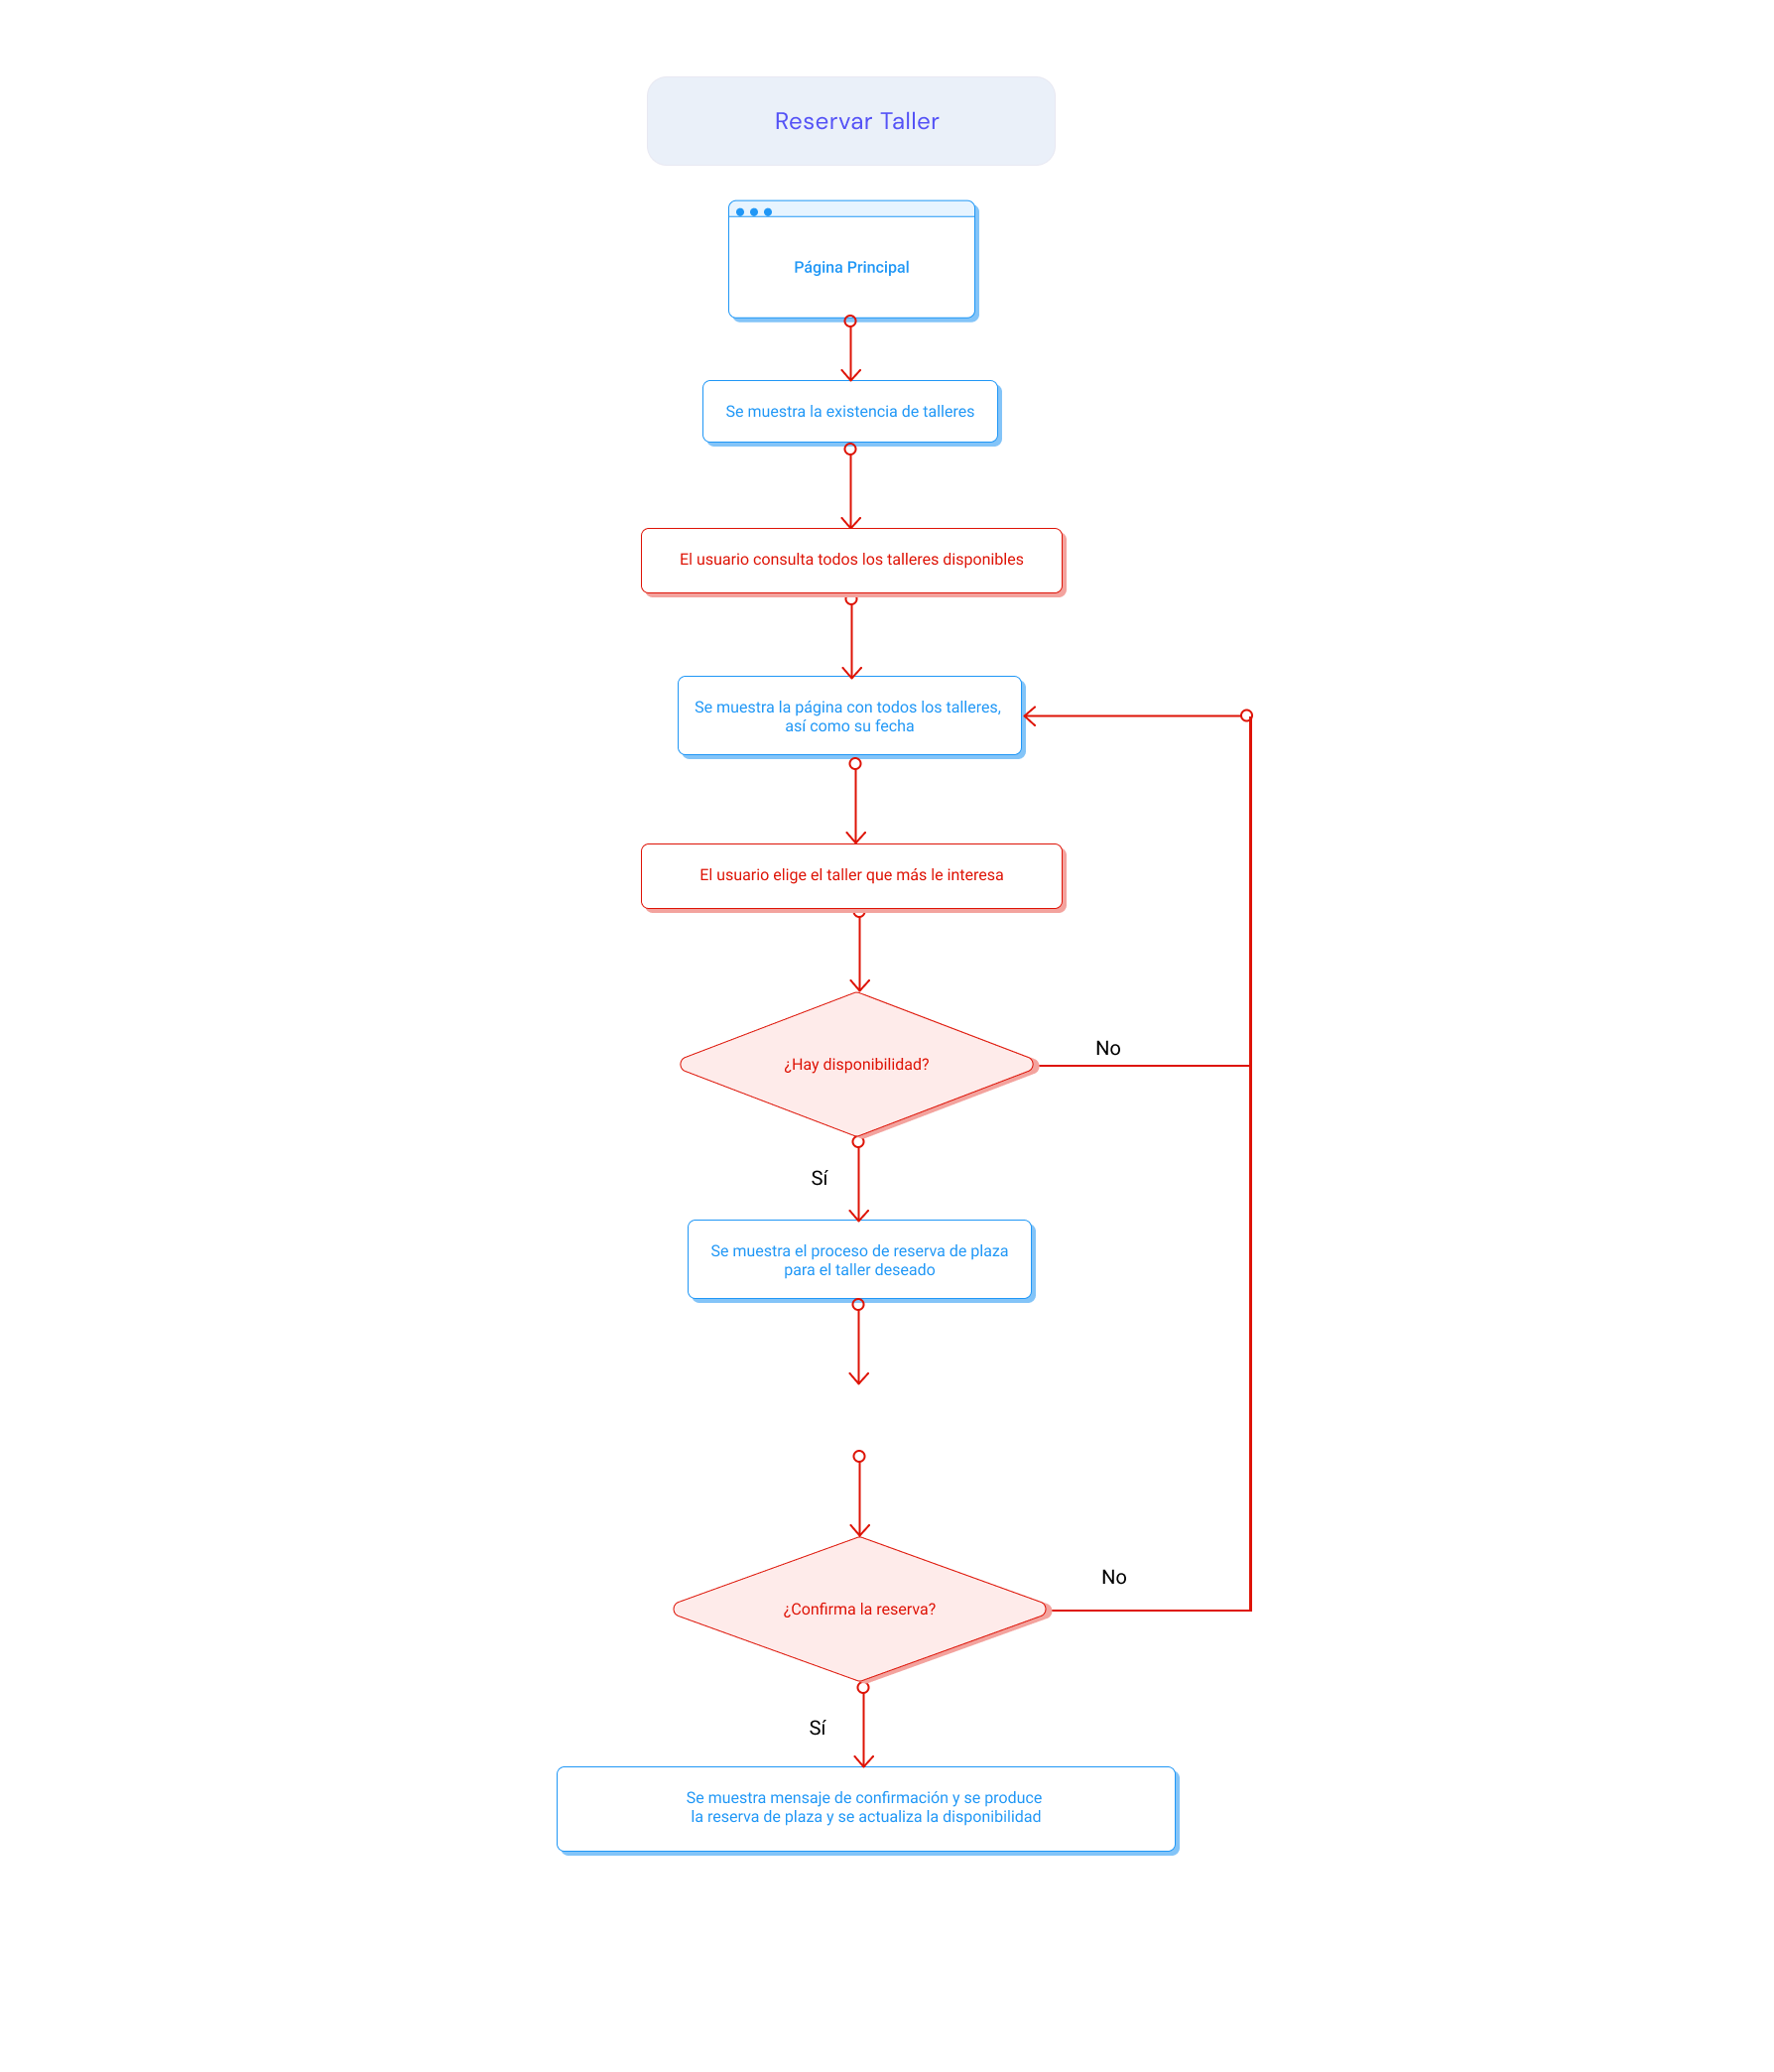 Reservar Taller
Página Principal
Se muestra la existencia de talleres
El usuario consulta todos los talleres disponibles
Se muestra la página con todos los talleres,
así como su fecha
El usuario elige el taller que más le interesa
¿Hay disponibilidad?
No
Sí
Se muestra el proceso de reserva de plaza
para el taller deseado
¿Confirma la reserva?
No
Sí
Se muestra mensaje de confirmación y se produce
la reserva de plaza y se actualiza la disponibilidad